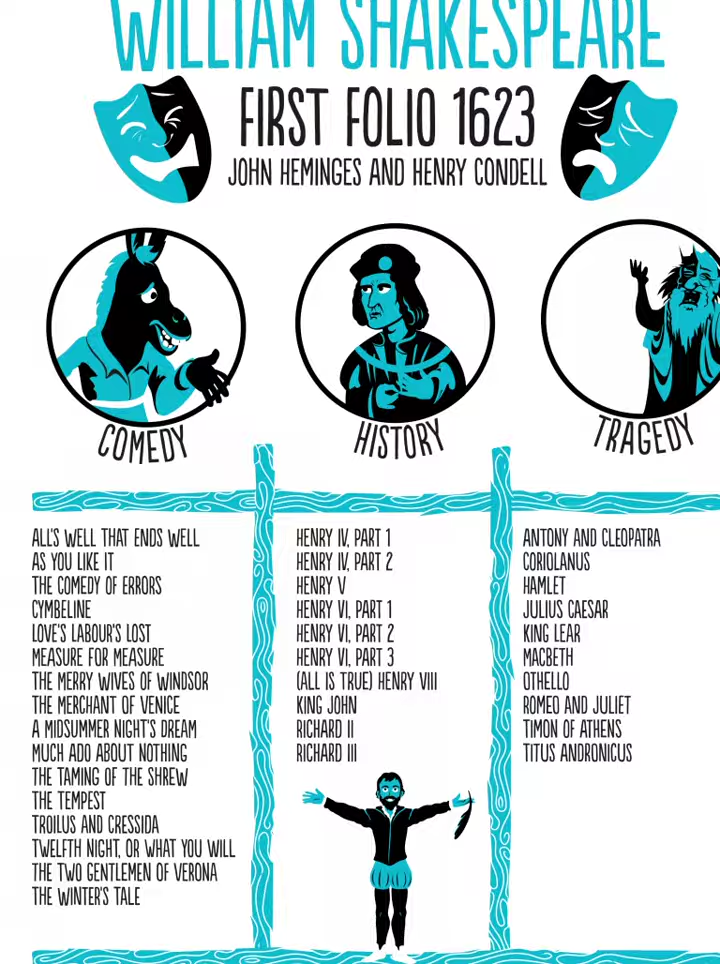 WILLIAM SHAKESPEARE
FIRST FOLIO 1623
JOHN HEMINGES AND HENRY CONDELL
COMEDY
HISTORY
TRAGEDY
ALL'S WELL THAT ENDS WELL
AS YOU LIKE IT
THE COMEDY OF ERRORS
CYMBELINE
LOVE'S LABOUR'S LOST
MEASURE FOR MEASURE
THE MERRY WIVES OF WINDSOR
THE MERCHANT OF VENICE
A MIDSUMMER NIGHT'S DREAM
MUCH ADO ABOUT NOTHING
THE TAMING OF THE SHREW
THE TEMPEST
TROILUS AND CRESSIDA
TWELFTH NIGHT, OR WHAT YOU WILL
THE TWO GENTLEMEN OF VERONA
THE WINTER'S TALE
HENRY IV, PART 1
HENRY IV, PART 2
HENRY V
HENRY VI, PART 1
HENRY VI, PART 2
HENRY VI, PART 3
(ALL IS TRUE) HENRY VIII
KING JOHN
RICHARD II
RICHARD III
ANTONY AND CLEOPATRA
CORIOLANUS
HAMLET
JULIUS CAESAR
KING LEAR
MACBETH
OTHELLO
ROMEO AND JULIET
TIMON OF ATHENS
TITUS ANDRONICUS